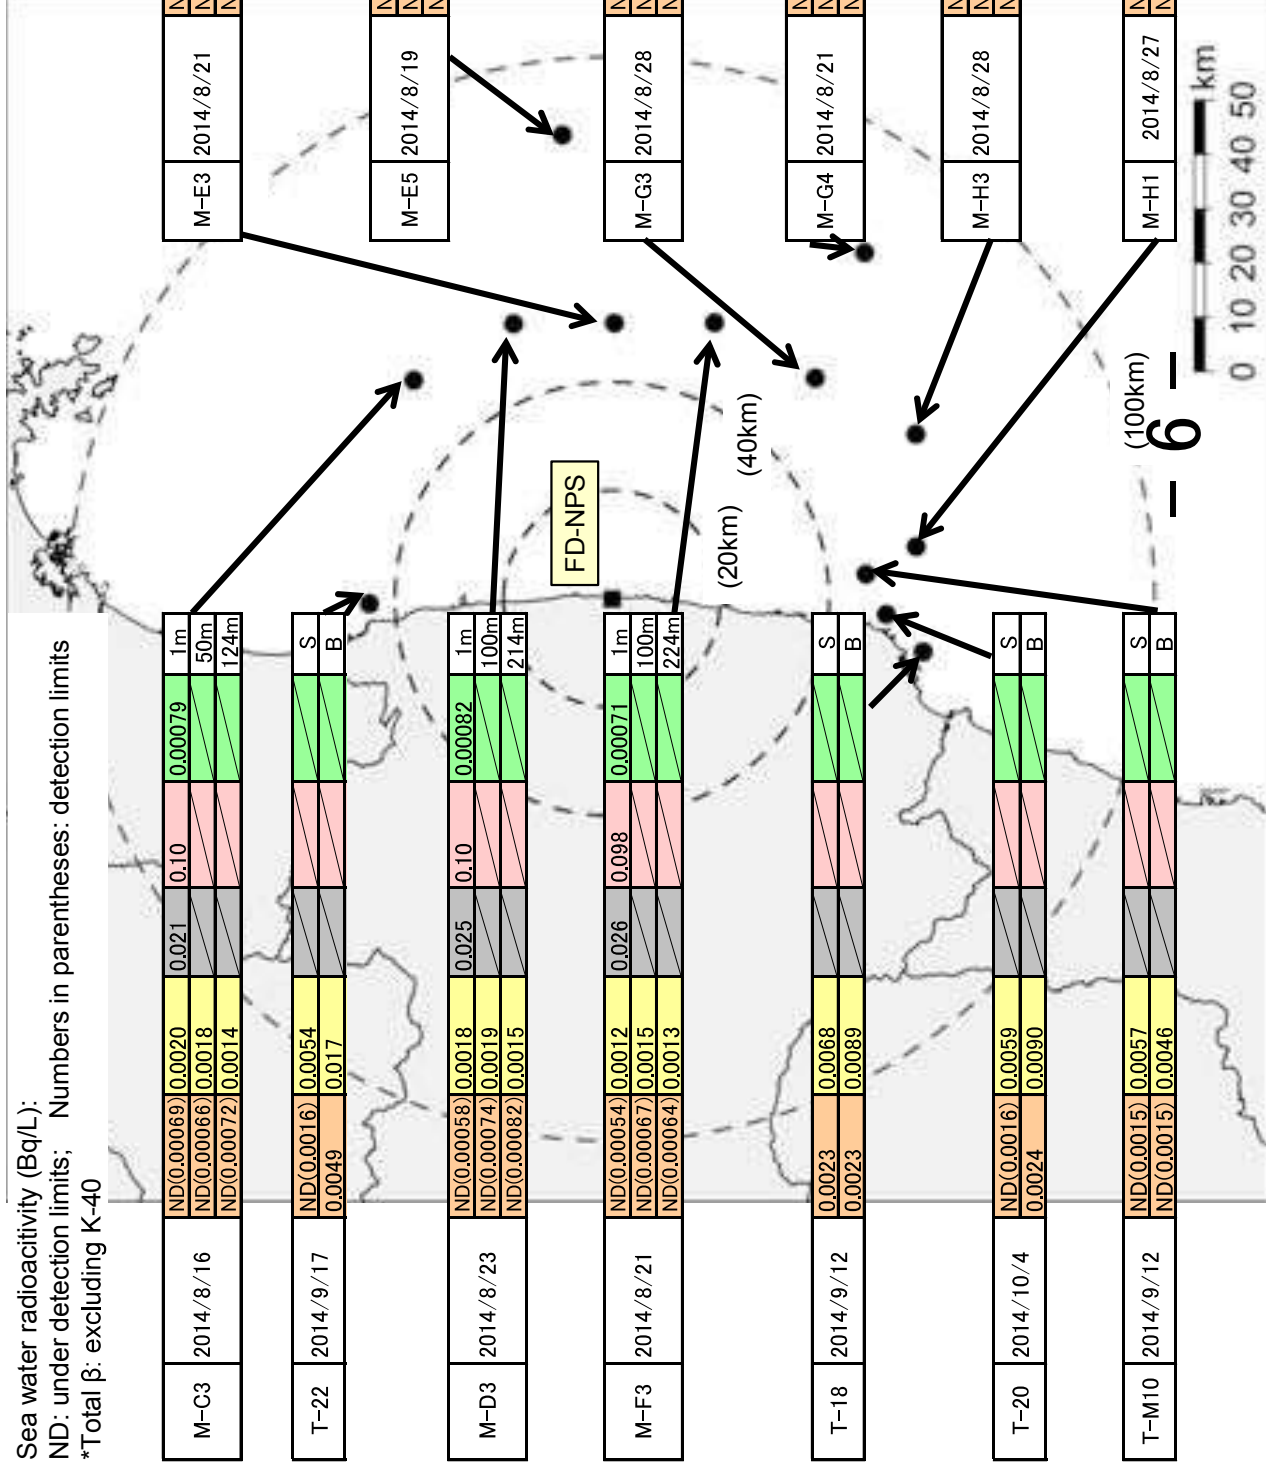 Sea water radioacitivity (Bq/L):
ND: under detection limits; Numbers in parentheses: detection limits
*Total β: excluding K-40
M-C3 2014/8/16 ND(0.00069) 0.0020 0.021 0.10 0.00079 1m
ND(0.00066) 0.0018 50m
ND(0.00072) 0.0014 124m
T-22 2014/9/17 ND(0.0016) 0.0054 S
0.0049 0.017 B
M-D3 2014/8/23 ND(0.00058) 0.0018 0.025 0.10 0.00082 1m
ND(0.00074) 0.0019 100m
ND(0.00082) 0.0015 214m
M-F3 2014/8/21 ND(0.00054) 0.0012 0.026 0.098 0.00071 1m
ND(0.00067) 0.0015 100m
ND(0.00064) 0.0013 224m
T-18 2014/9/12 0.0023 0.0068 S
0.0023 0.0089 B
T-20 2014/10/4 ND(0.0016) 0.0059 S
0.0024 0.0090 B
T-M10 2014/9/12 ND(0.0015) 0.0057 S
ND(0.0015) 0.0046 B
FD-NPS
(20km)
(40km)
(100km)
M-E3 2014/8/21
M-E5 2014/8/19
M-G3 2014/8/28
M-G4 2014/8/21
M-H3 2014/8/28
M-H1 2014/8/27
km
0 10 20 30 40 50
– 6 –